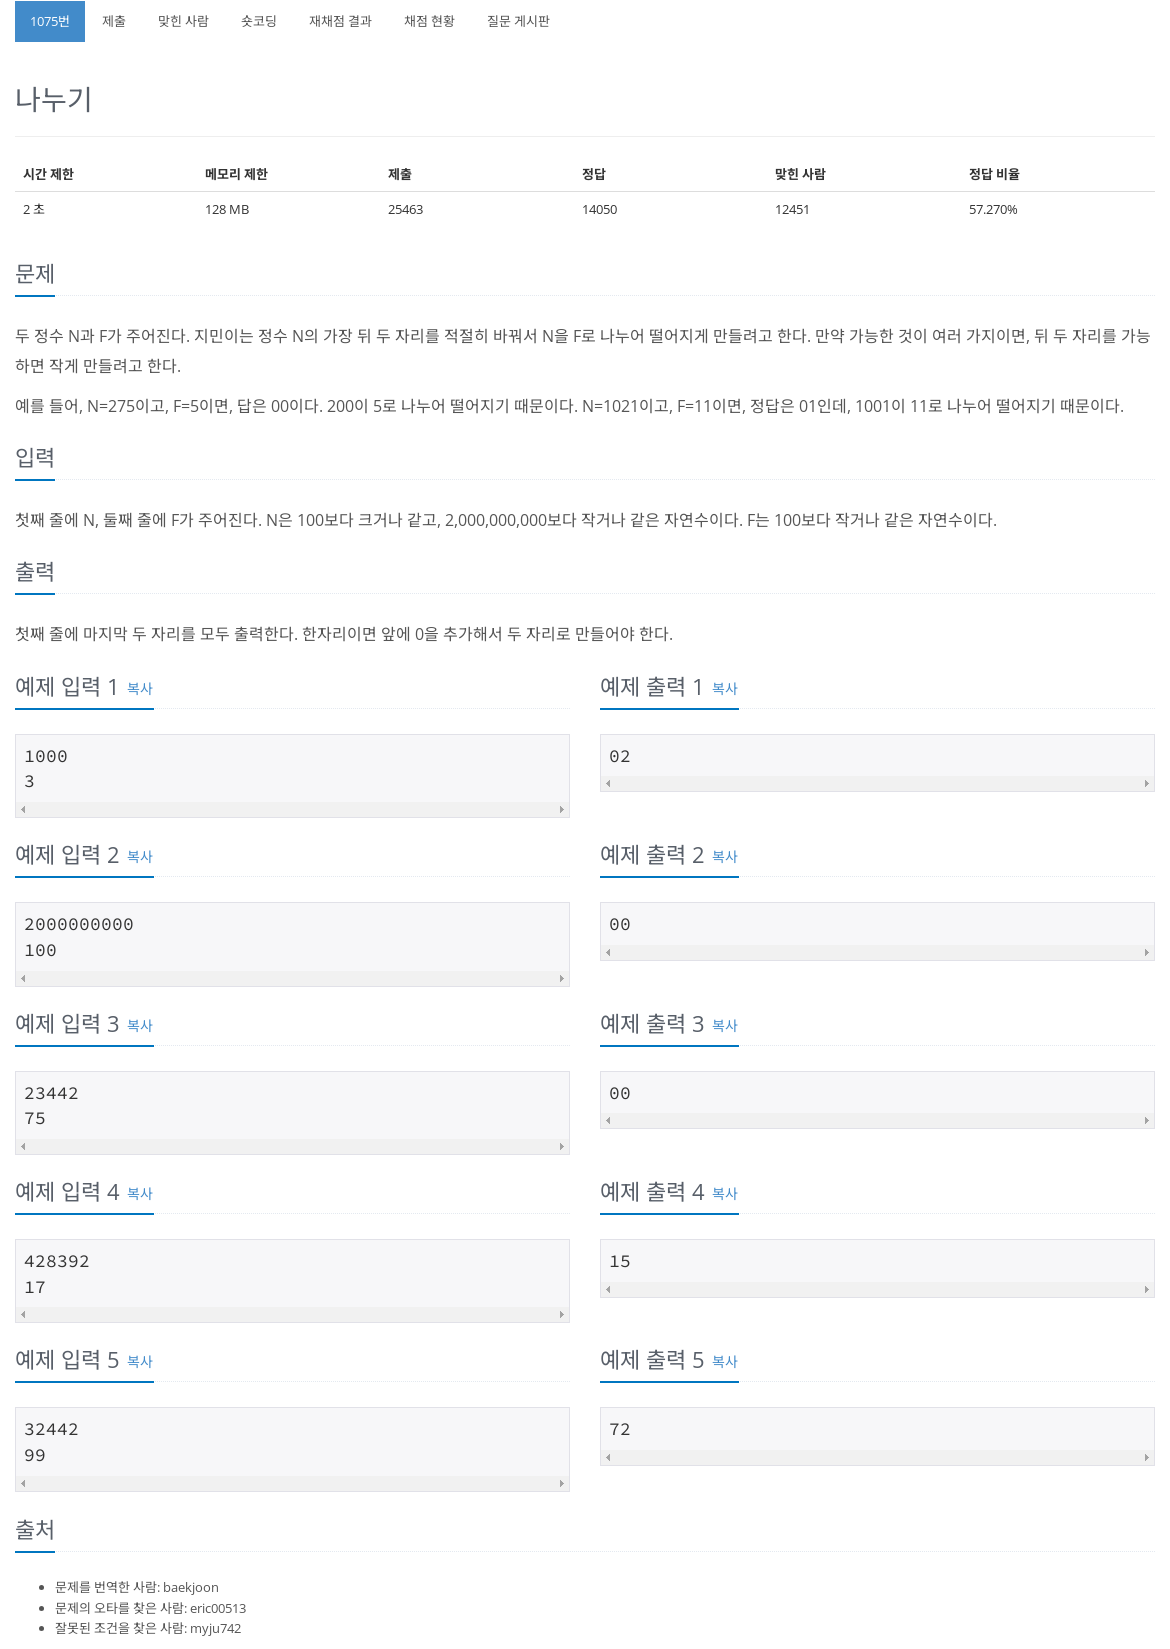 1075번 제출 맞힌 사람 숏코딩 재채점 결과 채점 현황 질문 게시판
나누기
시간 제한 메모리 제한 제출 정답 맞힌 사람 정답 비율
2 초 128 MB 25463 14050 12451 57.270%
문제
두 정수 N과 F가 주어진다. 지민이는 정수 N의 가장 뒤 두 자리를 적절히 바꿔서 N을 F로 나누어 떨어지게 만들려고 한다. 만약 가능한 것이 여러 가지이면, 뒤 두 자리를 가능
하면 작게 만들려고 한다.
예를 들어, N=275이고, F=5이면, 답은 00이다. 200이 5로 나누어 떨어지기 때문이다. N=1021이고, F=11이면, 정답은 01인데, 1001이 11로 나누어 떨어지기 때문이다.
입력
첫째 줄에 N, 둘째 줄에 F가 주어진다. N은 100보다 크거나 같고, 2,000,000,000보다 작거나 같은 자연수이다. F는 100보다 작거나 같은 자연수이다.
출력
첫째 줄에 마지막 두 자리를 모두 출력한다. 한자리이면 앞에 0을 추가해서 두 자리로 만들어야 한다.
예제 입력 1 복사
1000
3
예제 출력 1 복사
02
예제 입력 2 복사
2000000000
100
예제 출력 2 복사
00
예제 입력 3 복사
23442
75
예제 출력 3 복사
00
예제 입력 4 복사
428392
17
예제 출력 4 복사
15
예제 입력 5 복사
32442
99
예제 출력 5 복사
72
출처
문제를 번역한 사람: baekjoon
문제의 오타를 찾은 사람: eric00513
잘못된 조건을 찾은 사람: myju742